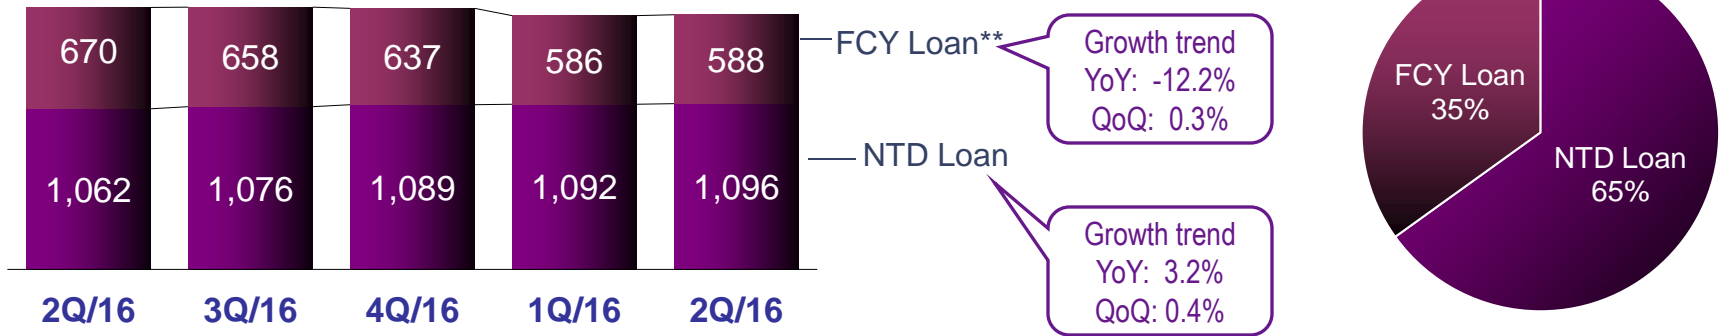 670
658
637
586
588
1,062
1,076
1,089
1,092
1,096
2Q/16
3Q/16
4Q/16
1Q/16
2Q/16
FCY Loan**
NTD Loan
Growth trend
YoY: -12.2%
QoQ: 0.3%
Growth trend
YoY: 3.2%
QoQ: 0.4%
FCY Loan
35%
NTD Loan
65%